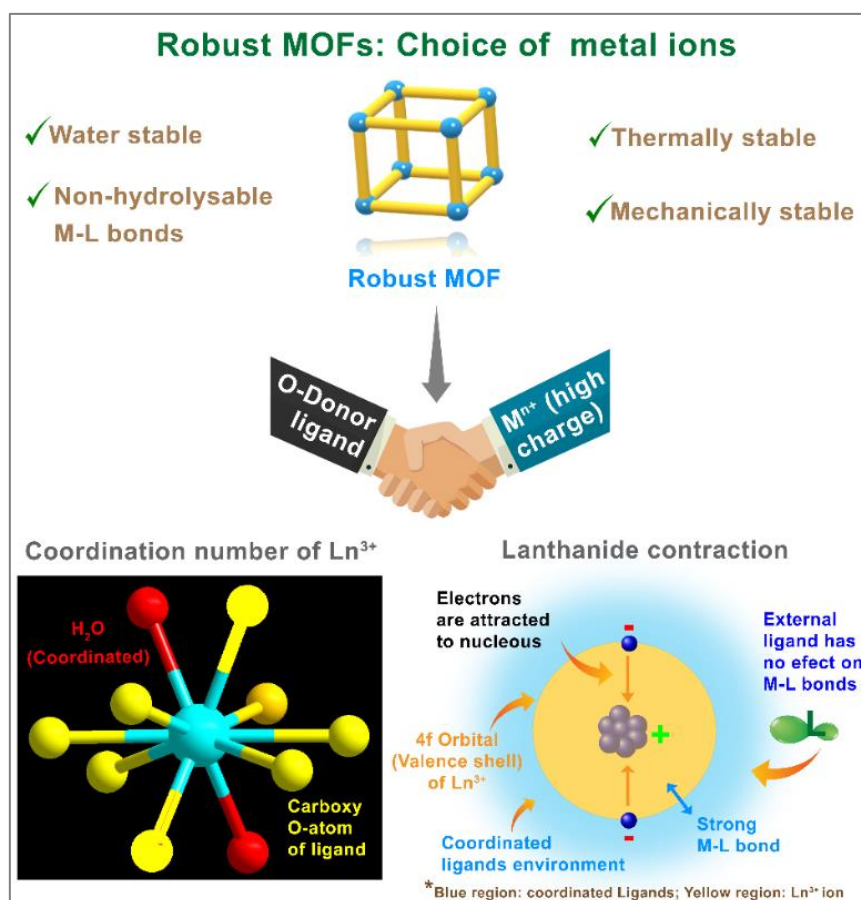 Robust MOFs: Choice of metal ions
✓Water stable
✓Non-hydrolysable
M-L bonds
✓Thermally stable
✓Mechanically stable
Robust MOF
O-Donor
ligand
Mⁿ⁺ (high
charge)
Coordination number of Ln³⁺
H₂O
(Coordinated)
Carboxy
O-atom
of ligand
Lanthanide contraction
Electrons
are attracted
to nucleous
External
ligand has
no efect on
M-L bonds
-
+
L
4f Orbital
(Valence shell)
of Ln³⁺
Coordinated
ligands environment
-
Strong
M-L bond
*Blue region: coordinated Ligands; Yellow region: Ln³⁺ ion